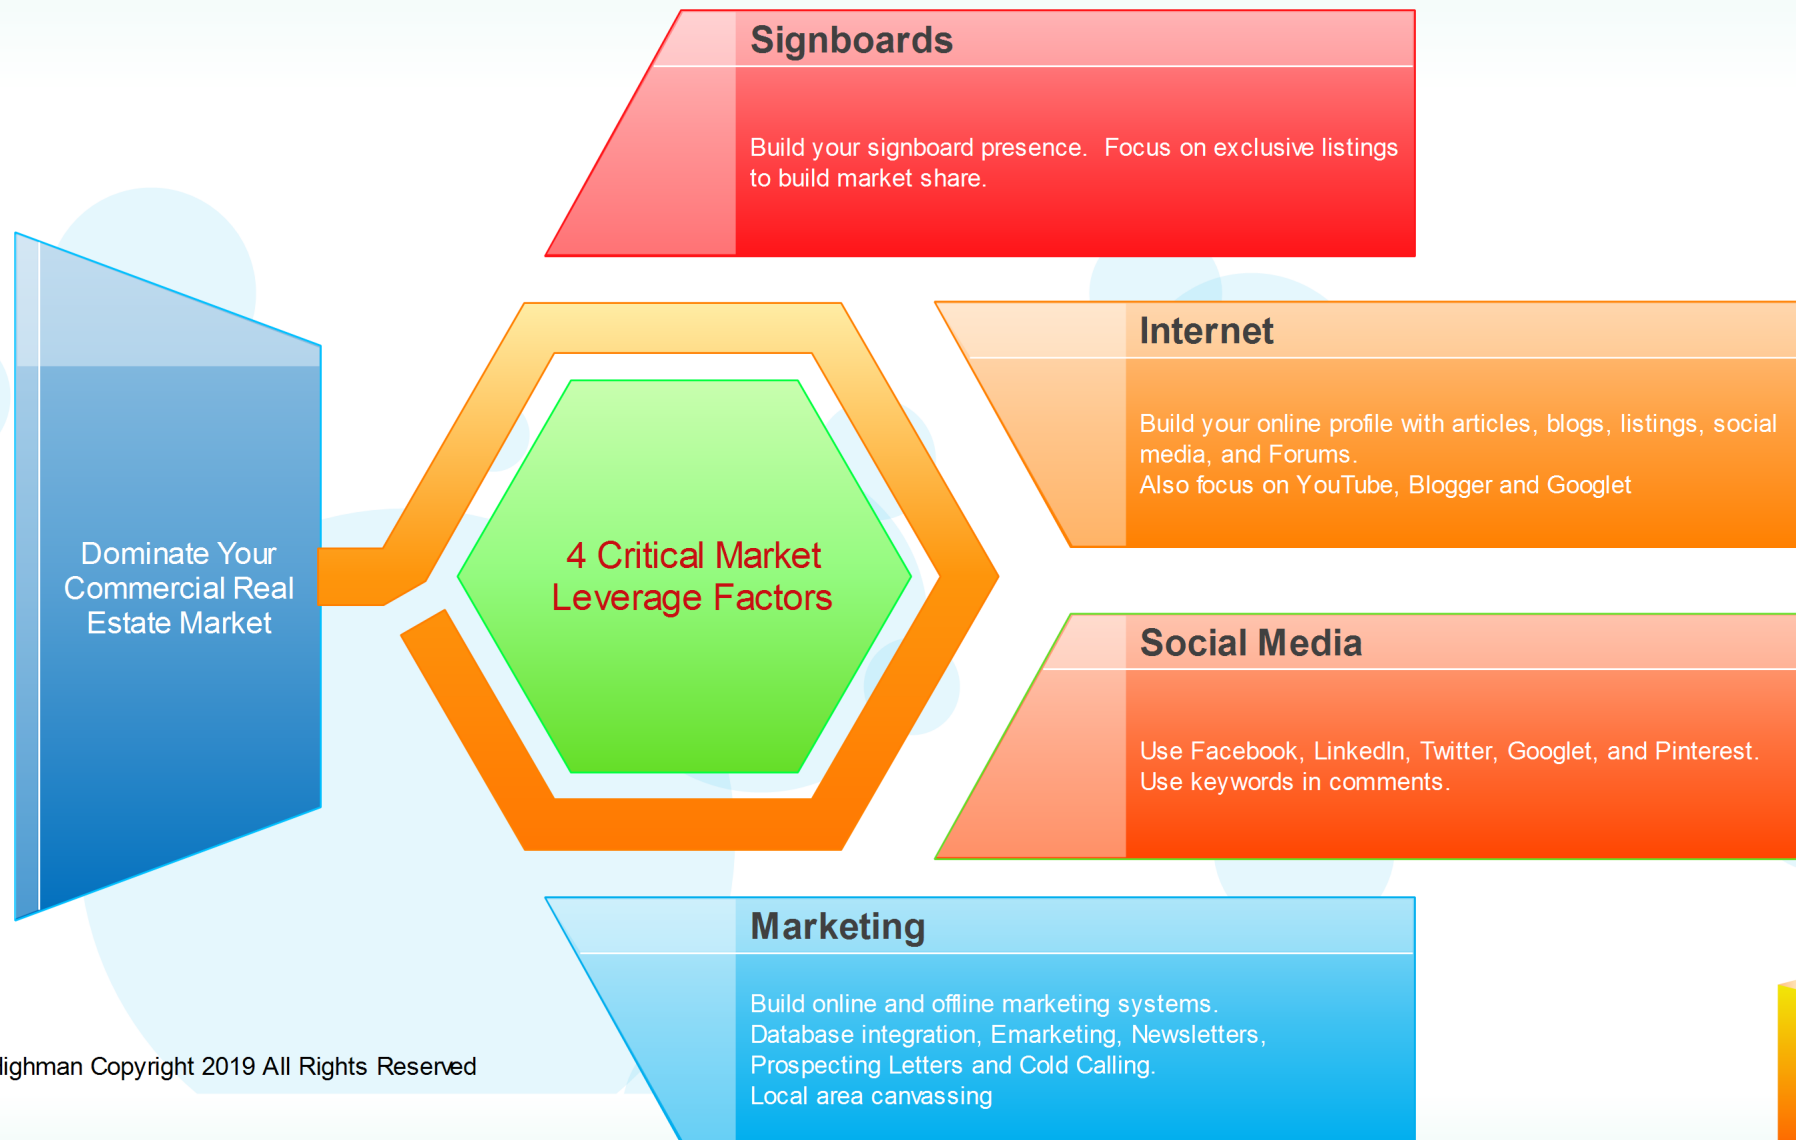 Signboards
Build your signboard presence.  Focus on exclusive listings
to build market share.
Internet
Build your online profile with articles, blogs, listings, social
media, and Forums.
Also focus on YouTube, Blogger and Googlet
Dominate Your
Commercial Real
Estate Market
4 Critical Market
Leverage Factors
Social Media
Use Facebook, LinkedIn, Twitter, Googlet, and Pinterest.
Use keywords in comments.
Marketing
Build online and offline marketing systems.
Database integration, Emarketing, Newsletters,
Prospecting Letters and Cold Calling.
Local area canvassing
Copyright 2019 All Rights Reserved